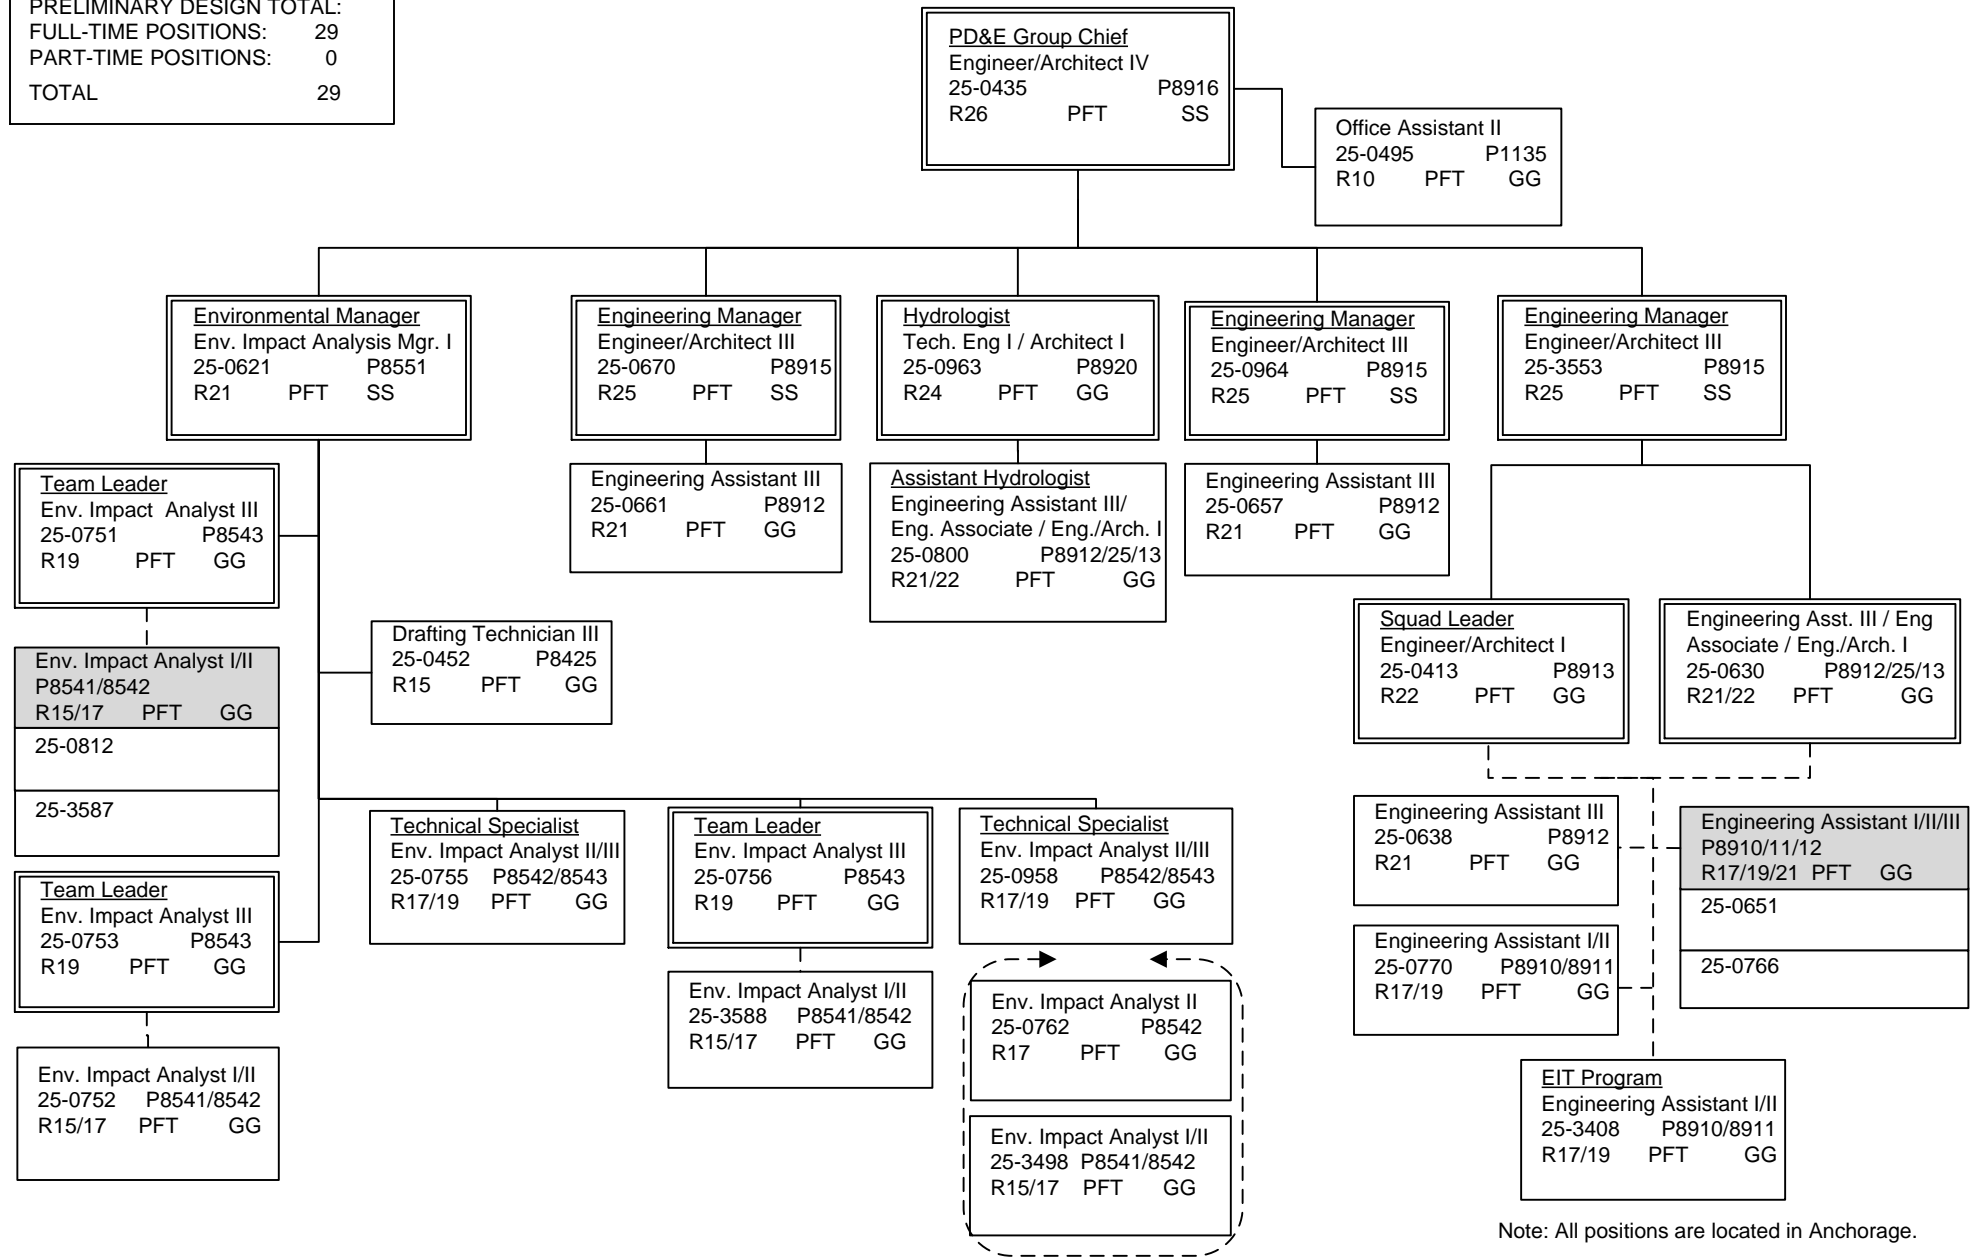 PRELIMINARY DESIGN TOTAL:
FULL-TIME POSITIONS: 29
PART-TIME POSITIONS: 0
TOTAL 29
PD&E Group Chief
Engineer/Architect IV
25-0435 P8916
R26 PFT SS
Office Assistant II
25-0495 P1135
R10 PFT GG
Environmental Manager
Env. Impact Analysis Mgr. I
25-0621 P8551
R21 PFT SS
Engineering Manager
Engineer/Architect III
25-0670 P8915
R25 PFT SS
Hydrologist
Tech. Eng I / Architect I
25-0963 P8920
R24 PFT GG
Engineering Manager
Engineer/Architect III
25-0964 P8915
R25 PFT SS
Engineering Manager
Engineer/Architect III
25-3553 P8915
R25 PFT SS
Team Leader
Env. Impact Analyst III
25-0751 P8543
R19 PFT GG
Engineering Assistant III
25-0661 P8912
R21 PFT GG
Assistant Hydrologist
Engineering Assistant III/
Eng. Associate / Eng./Arch. I
25-0800 P8912/25/13
R21/22 PFT GG
Engineering Assistant III
25-0657 P8912
R21 PFT GG
Env. Impact Analyst I/II
P8541/8542
R15/17 PFT GG
25-0812
25-3587
Drafting Technician III
25-0452 P8425
R15 PFT GG
Squad Leader
Engineer/Architect I
25-0413 P8913
R22 PFT GG
Engineering Asst. III / Eng
Associate / Eng./Arch. I
25-0630 P8912/25/13
R21/22 PFT GG
Team Leader
Env. Impact Analyst III
25-0753 P8543
R19 PFT GG
Technical Specialist
Env. Impact Analyst II/III
25-0755 P8542/8543
R17/19 PFT GG
Team Leader
Env. Impact Analyst III
25-0756 P8543
R19 PFT GG
Technical Specialist
Env. Impact Analyst II/III
25-0958 P8542/8543
R17/19 PFT GG
Engineering Assistant III
25-0638 P8912
R21 PFT GG
Engineering Assistant I/II/III
P8910/11/12
R17/19/21 PFT GG
25-0651
25-0766
Engineering Assistant I/II
25-0770 P8910/8911
R17/19 PFT GG
Env. Impact Analyst I/II
25-0752 P8541/8542
R15/17 PFT GG
Env. Impact Analyst I/II
25-3588 P8541/8542
R15/17 PFT GG
Env. Impact Analyst II
25-0762 P8542
R17 PFT GG
Env. Impact Analyst I/II
25-3498 P8541/8542
R15/17 PFT GG
EIT Program
Engineering Assistant I/II
25-3408 P8910/8911
R17/19 PFT GG
Note: All positions are located in Anchorage.